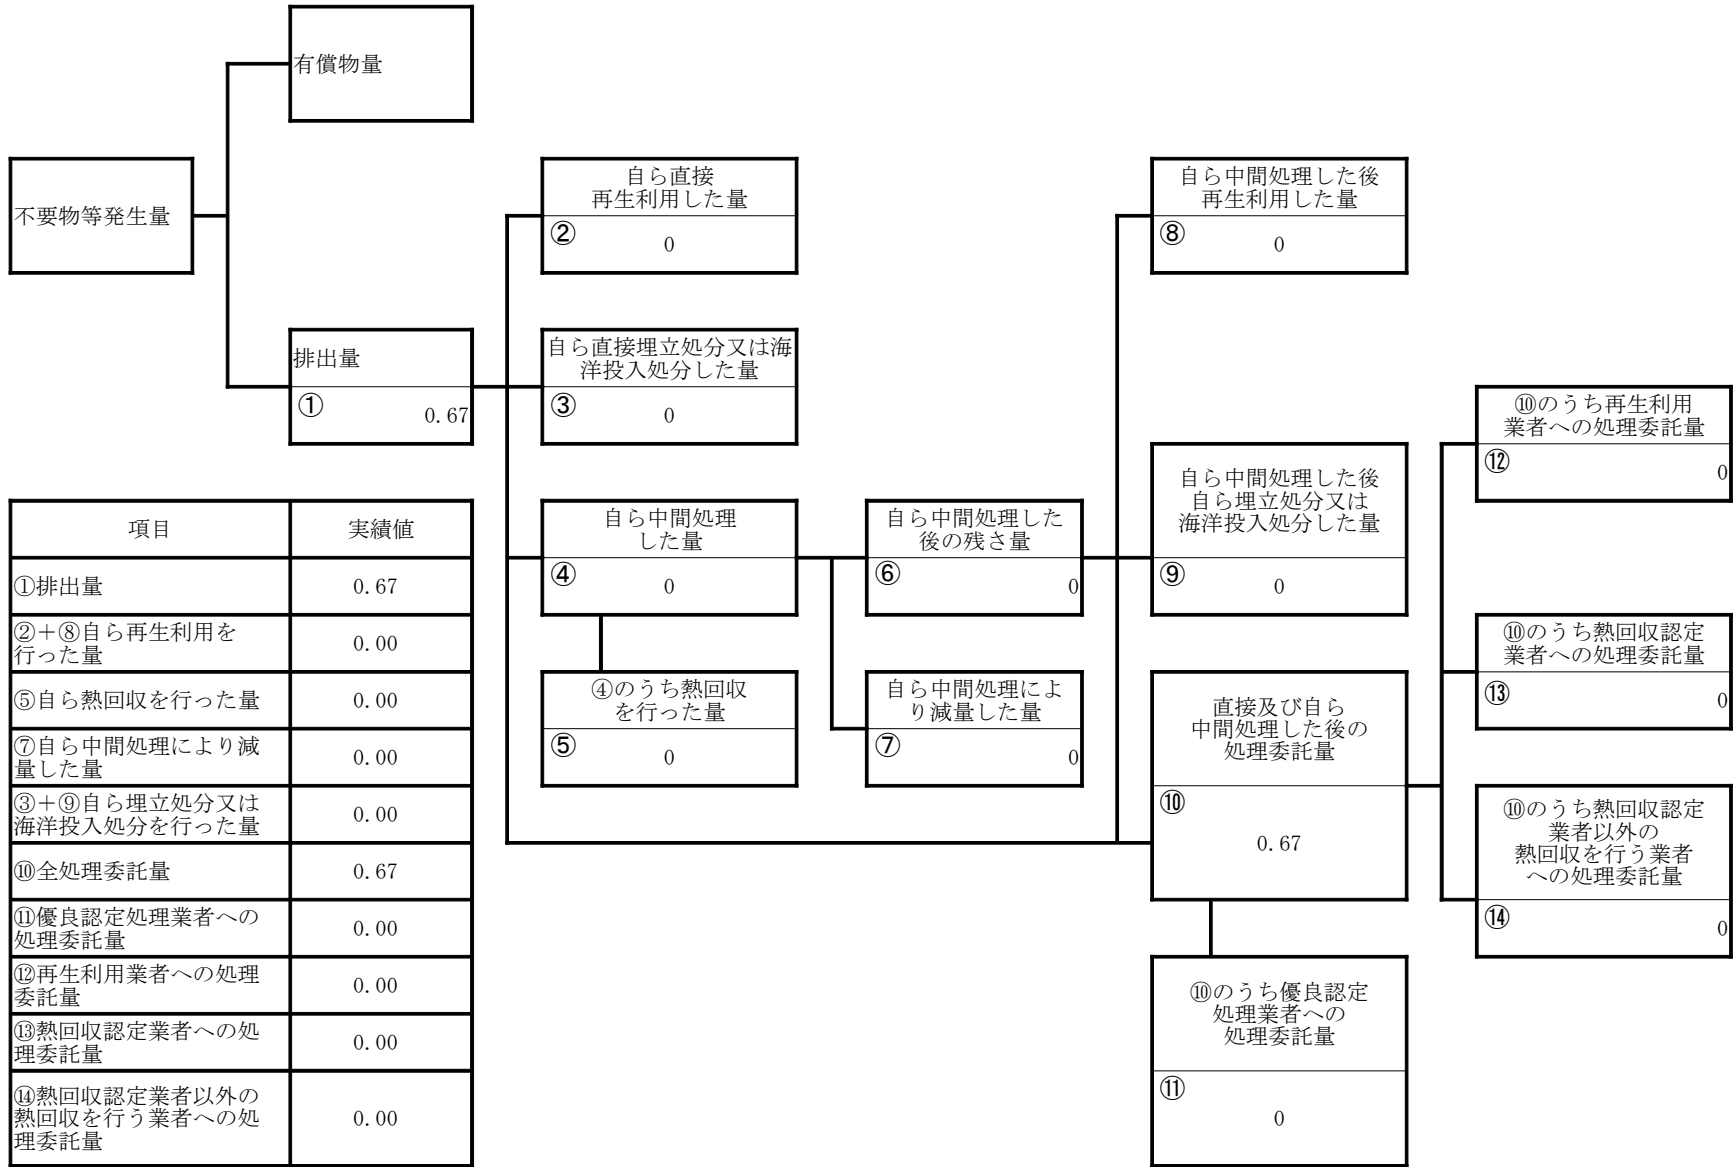 有償物量
不要物等発生量
自ら直接
再生利用した量
②
0
自ら中間処理した後
再生利用した量
⑧
0
排出量
①
0.67
自ら直接埋立処分又は海
洋投入処分した量
③
0
⑩のうち再生利用
業者への処理委託量
⑫
0
自ら中間処理した後
自ら埋立処分又は
海洋投入処分した量
⑨
0
自ら中間処理
した量
④
0
自ら中間処理した
後の残さ量
⑥
0
⑩のうち熱回収認定
業者への処理委託量
⑬
0
④のうち熱回収
を行った量
⑤
0
自ら中間処理によ
り減量した量
⑦
0
直接及び自ら
中間処理した後の
処理委託量
⑩
0.67
⑩のうち熱回収認定
業者以外の
熱回収を行う業者
への処理委託量
⑭
0
⑩のうち優良認定
処理業者への
処理委託量
⑪
0
項目 実績値
①排出量 0.67
②+⑧自ら再生利用を
行った量 0.00
⑤自ら熱回収を行った量 0.00
⑦自ら中間処理により減
量した量 0.00
③+⑨自ら埋立処分又は
海洋投入処分を行った量 0.00
⑩全処理委託量 0.67
⑪優良認定処理業者への
処理委託量 0.00
⑫再生利用業者への処理
委託量 0.00
⑬熱回収認定業者への処
理委託量 0.00
⑭熱回収認定業者以外の
熱回収を行う業者への処
理委託量 0.00